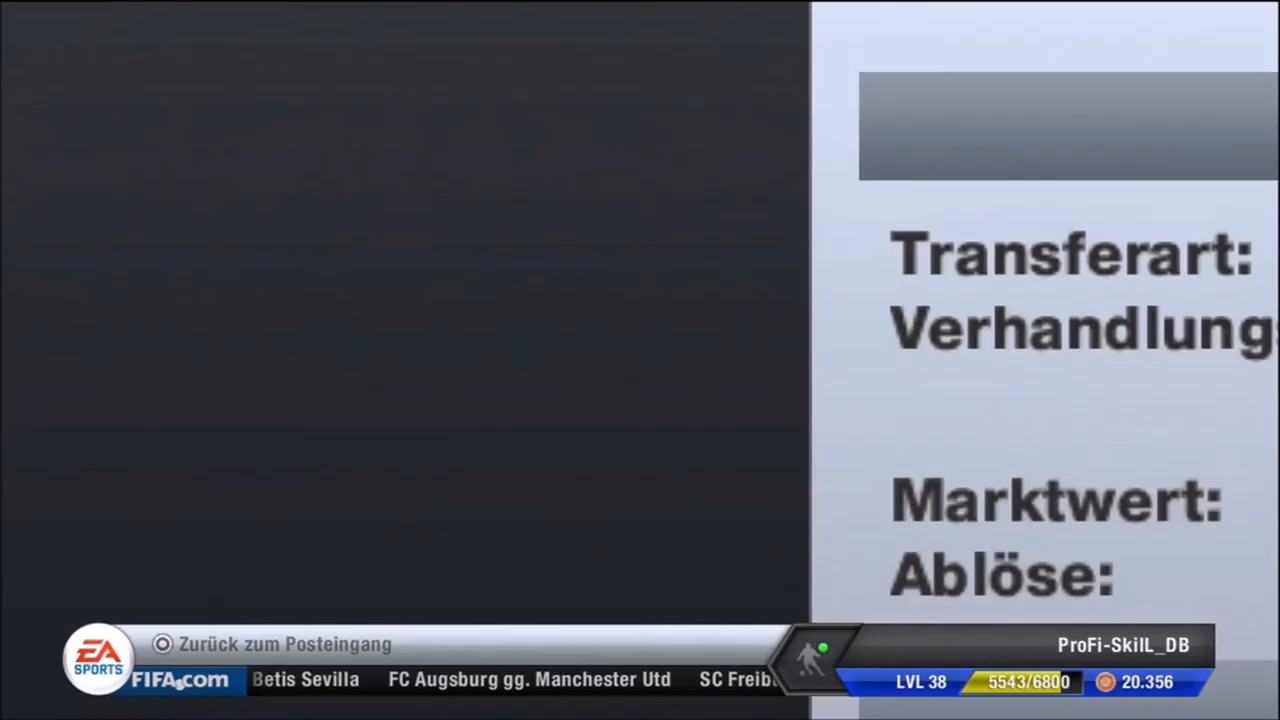 Transferart:
Verhandlung
Marktwert:
Ablöse:
Zurück zum Posteingang
ProFi-SkilL_DB
EA
SPORTS
FIFA.com
Betis Sevilla FC Augsburg gg. Manchester Utd SC Freib
LVL 38 5543/6800 20.356